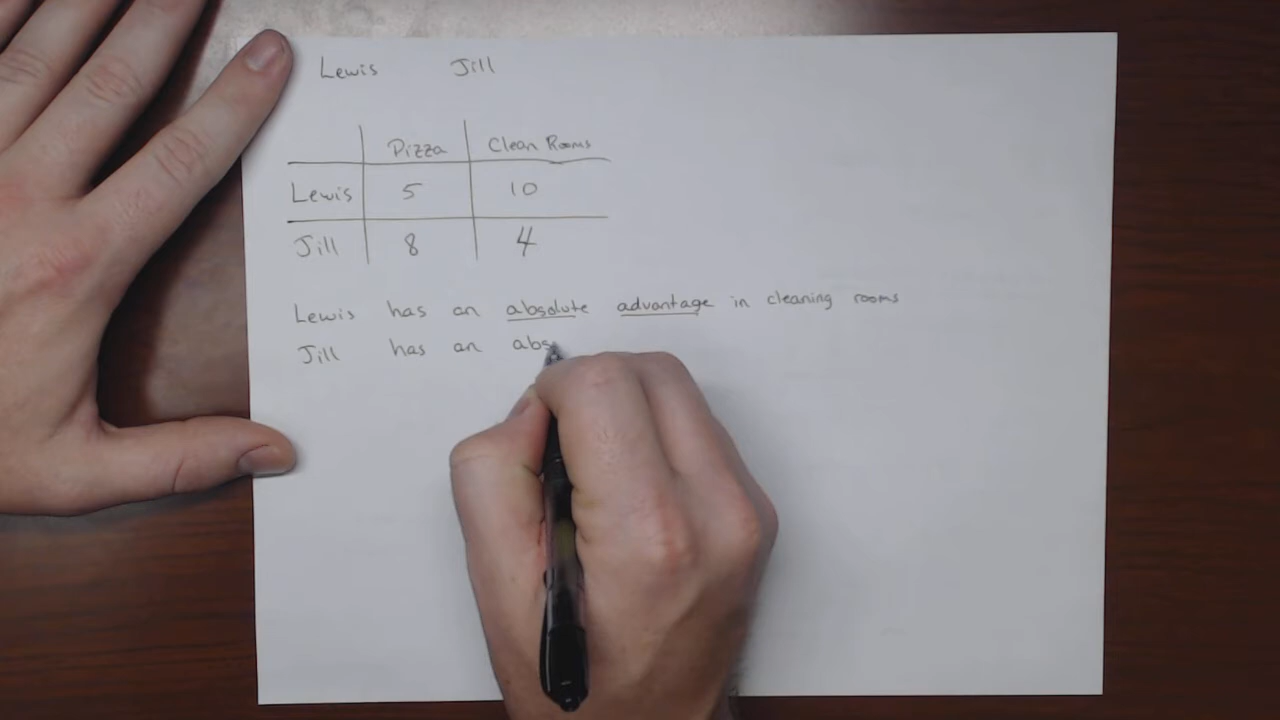 Lewis Jill
Pizza Clean Rooms
Lewis 5 10
Jill 8 4
Lewis has an absolute advantage in cleaning rooms
Jill has an abs